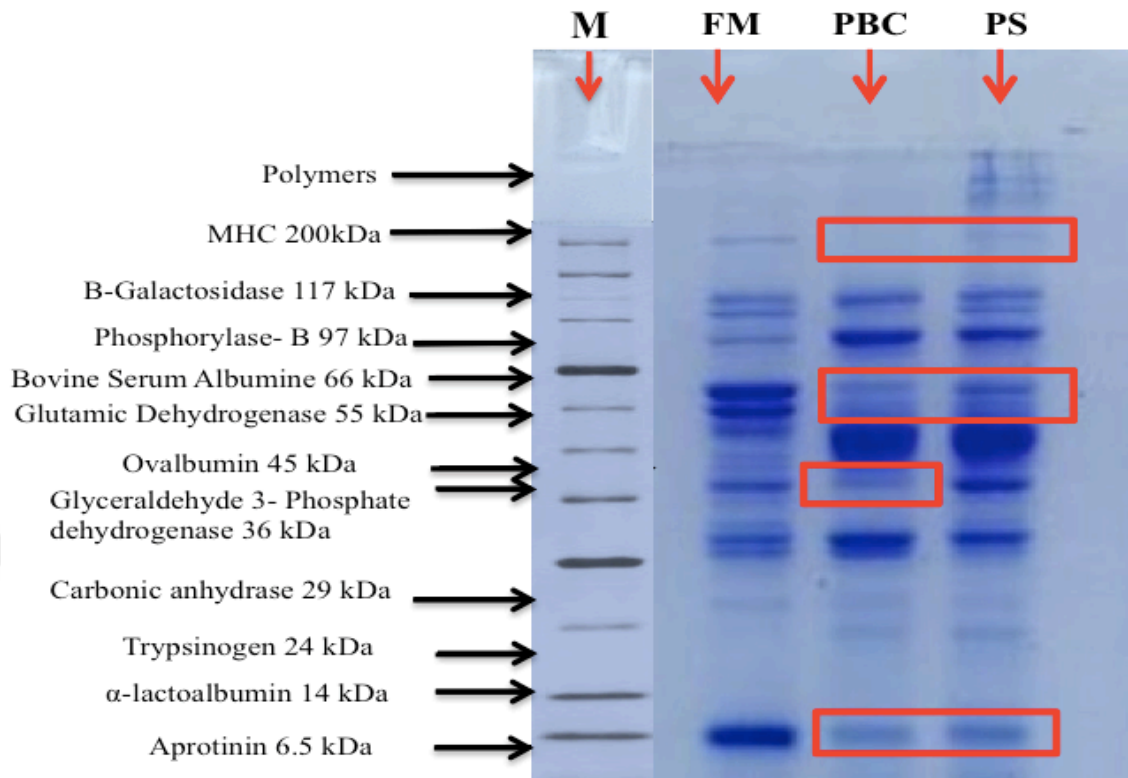 M FM PBC PS
Polymers
MHC 200kDa
B-Galactosidase 117 kDa
Phosphorylase- B 97 kDa
Bovine Serum Albumine 66 kDa
Glutamic Dehydrogenase 55 kDa
Ovalbumin 45 kDa
Glyceraldehyde 3- Phosphate
dehydrogenase 36 kDa
Carbonic anhydrase 29 kDa
Trypsinogen 24 kDa
α-lactoalbumin 14 kDa
Aprotinin 6.5 kDa